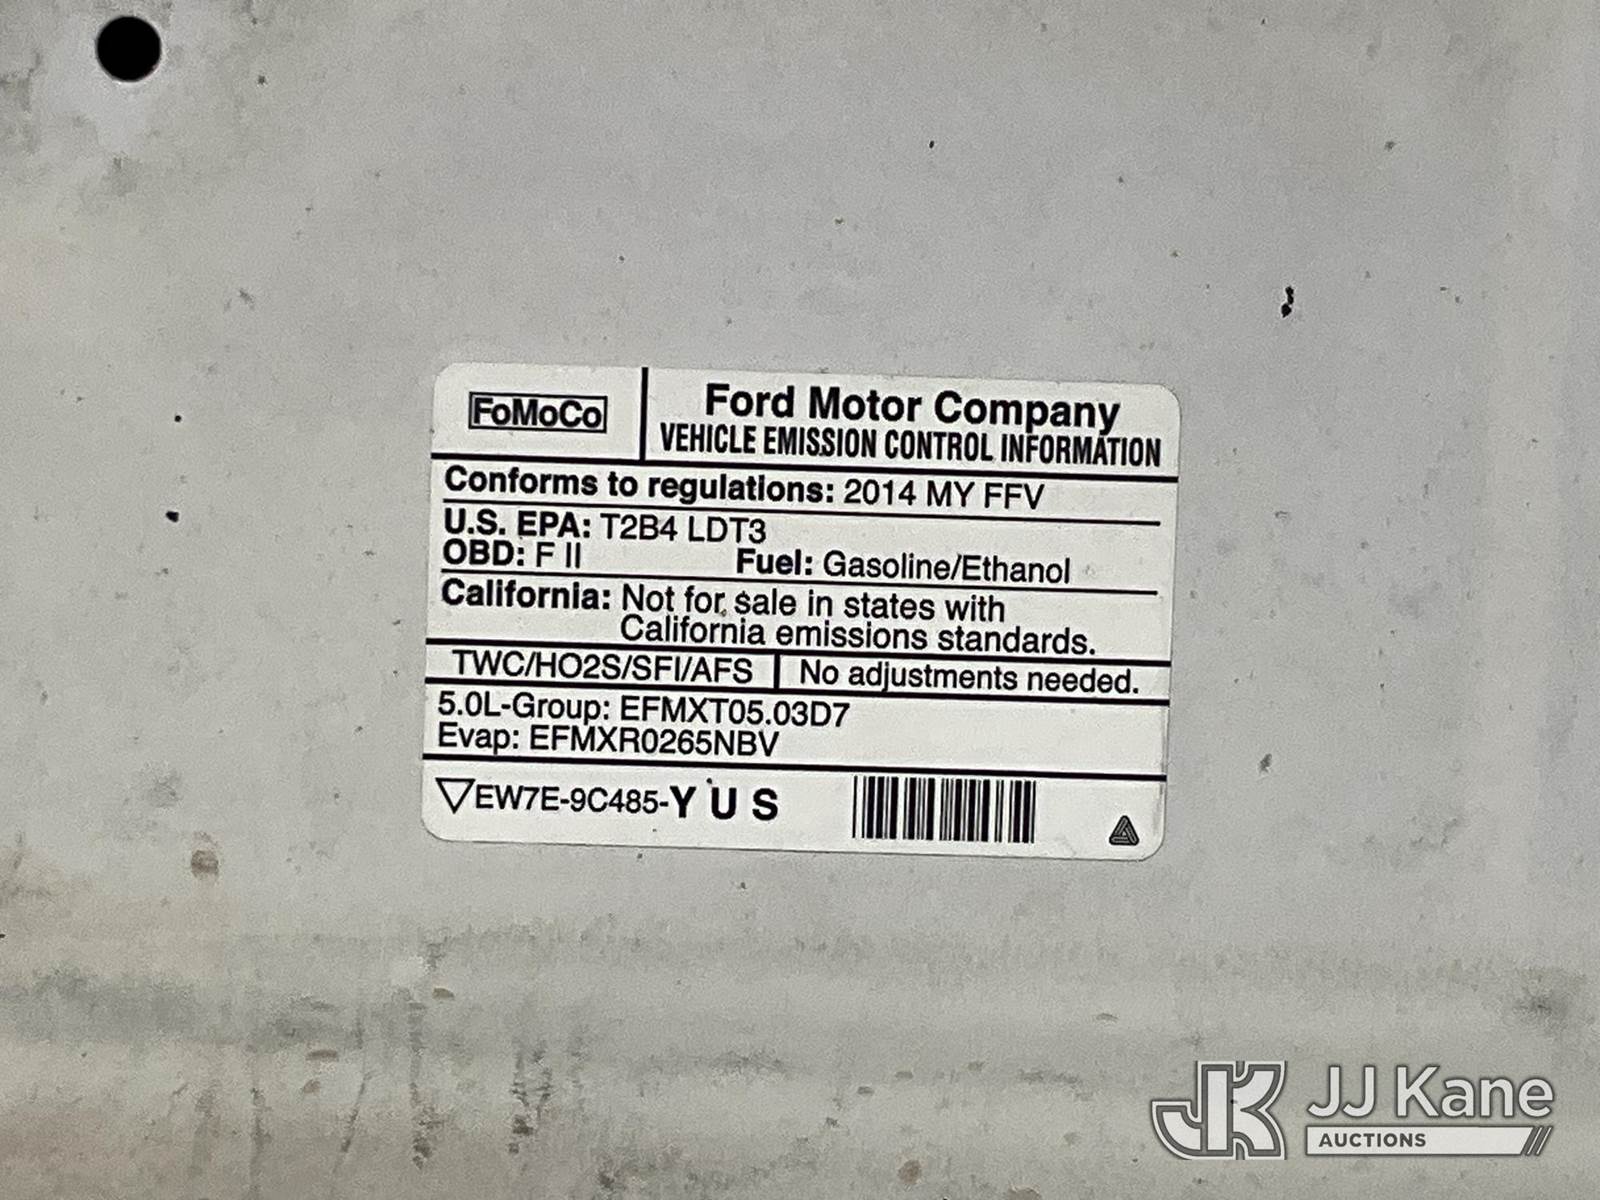 FoMoCo
Ford Motor Company
VEHICLE EMISSION CONTROL INFORMATION
Conforms to regulations: 2014 MY FFV
U.S. EPA: T2B4 LDT3
OBD: F II Fuel: Gasoline/Ethanol
California: Not for sale in states with
California emissions standards.
TWC/HO2S/SFI/AFS No adjustments needed.
5.0L-Group: EFMXT05.03D7
Evap: EFMXR0265NBV
EW7E-9C485-Y U S
JK JJ Kane
AUCTIONS